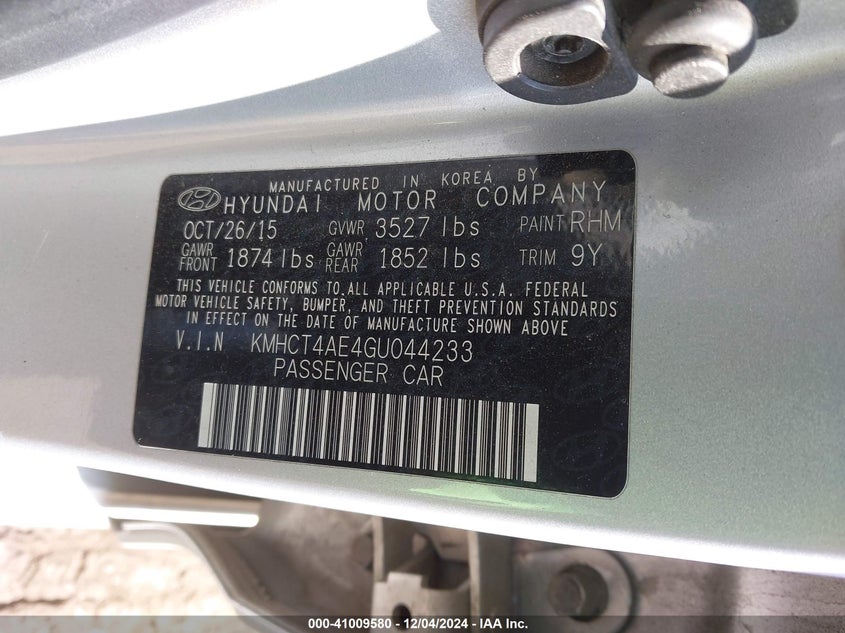 MANUFACTURED IN KOREA BY
HYUNDAI MOTOR COMPANY
OCT/26/15 GVWR 3527 lbs PAINT RHM
GAWR FRONT 1874 lbs GAWR REAR 1852 lbs TRIM 9Y
THIS VEHICLE CONFORMS TO ALL APPLICABLE U.S.A. FEDERAL
MOTOR VEHICLE SAFETY, BUMPER, AND THEFT PREVENTION STANDARDS
IN EFFECT ON THE DATE OF MANUFACTURE SHOWN ABOVE
V.I.N KMHCT4AE4GU044233
PASSENGER CAR
000-41009580 - 12/04/2024 - IAA Inc.